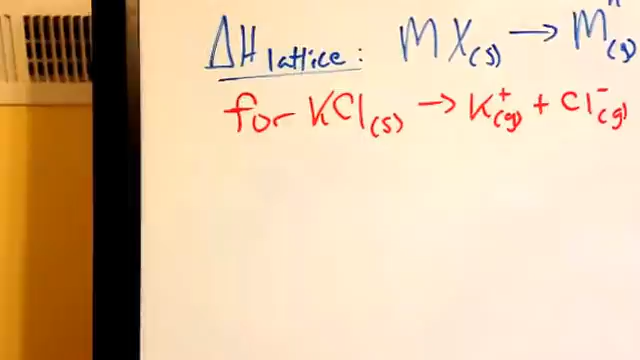 ΔH lattice: MX(s) → M(g)
for KCl(s) → K⁺(g) + Cl⁻(g)